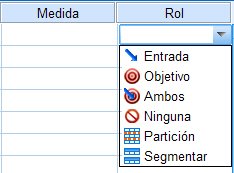 Medida Rol
Entrada
Objetivo
Ambos
Ninguna
Partición
Segmentar